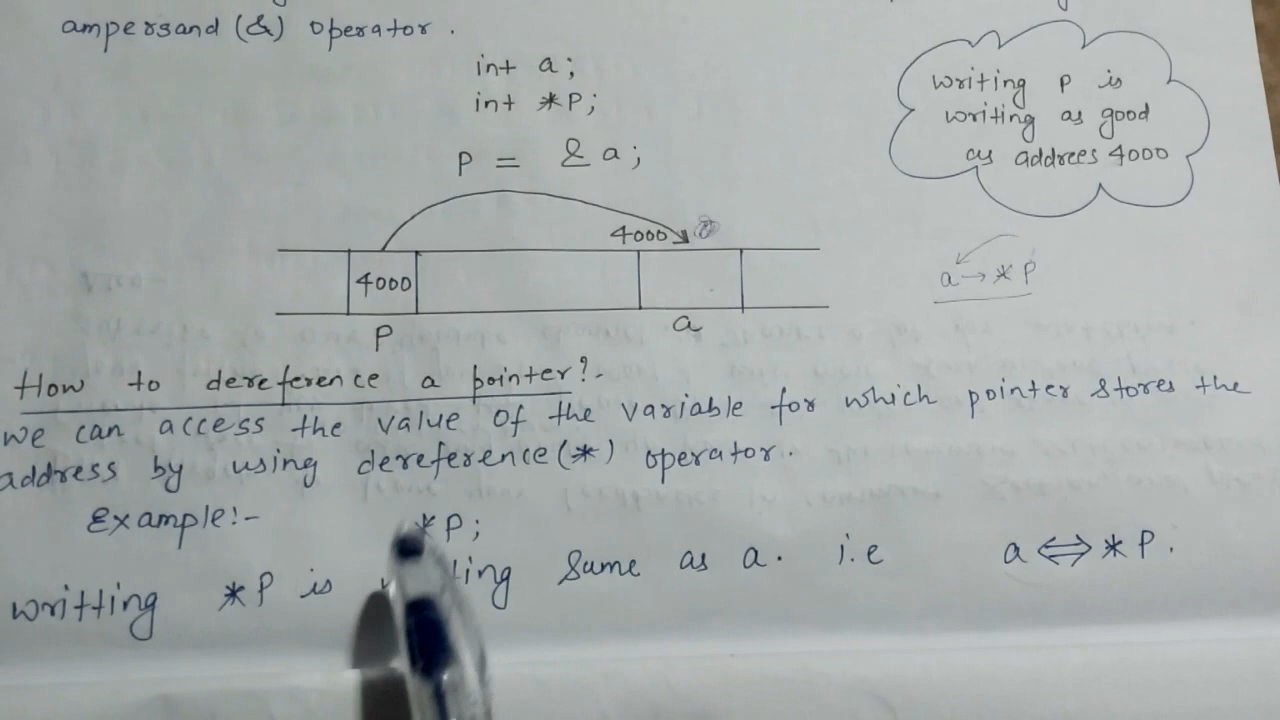 ampersand (&) operator.
int a;
int *P;
P = & a;
writing P is
writing as good
as addrees 4000
4000
4000
P
a
a → * P
How to dereference a pointer?-
we can access the value of the variable for which pointer stores the
address by using dereference(*) operator.
Example:- *P;
writting *P is same as a. i.e a ⇔ *P.